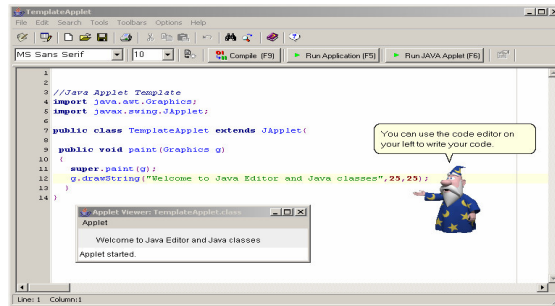 TemplateApplet
File Edit Search Tools Toolbars Options Help
MS Sans Serif 10 Compile (F9) Run Application (F5) Run JAVA Applet (F6)
1
2
3 //Java Applet Template
4 import java.awt.Graphics;
5 import javax.swing.JApplet;
6
7 public class TemplateApplet extends JApplet{
8
9 public void paint(Graphics g)
10 {
11 super.paint(g);
12 g.drawString("Welcome to Java Editor and Java classes",25,25);
13 }
14 }
You can use the code editor on
your left to write your code.
Applet Viewer: TemplateApplet.class
Applet
Welcome to Java Editor and Java classes
Applet started.
Line: 1 Column:1